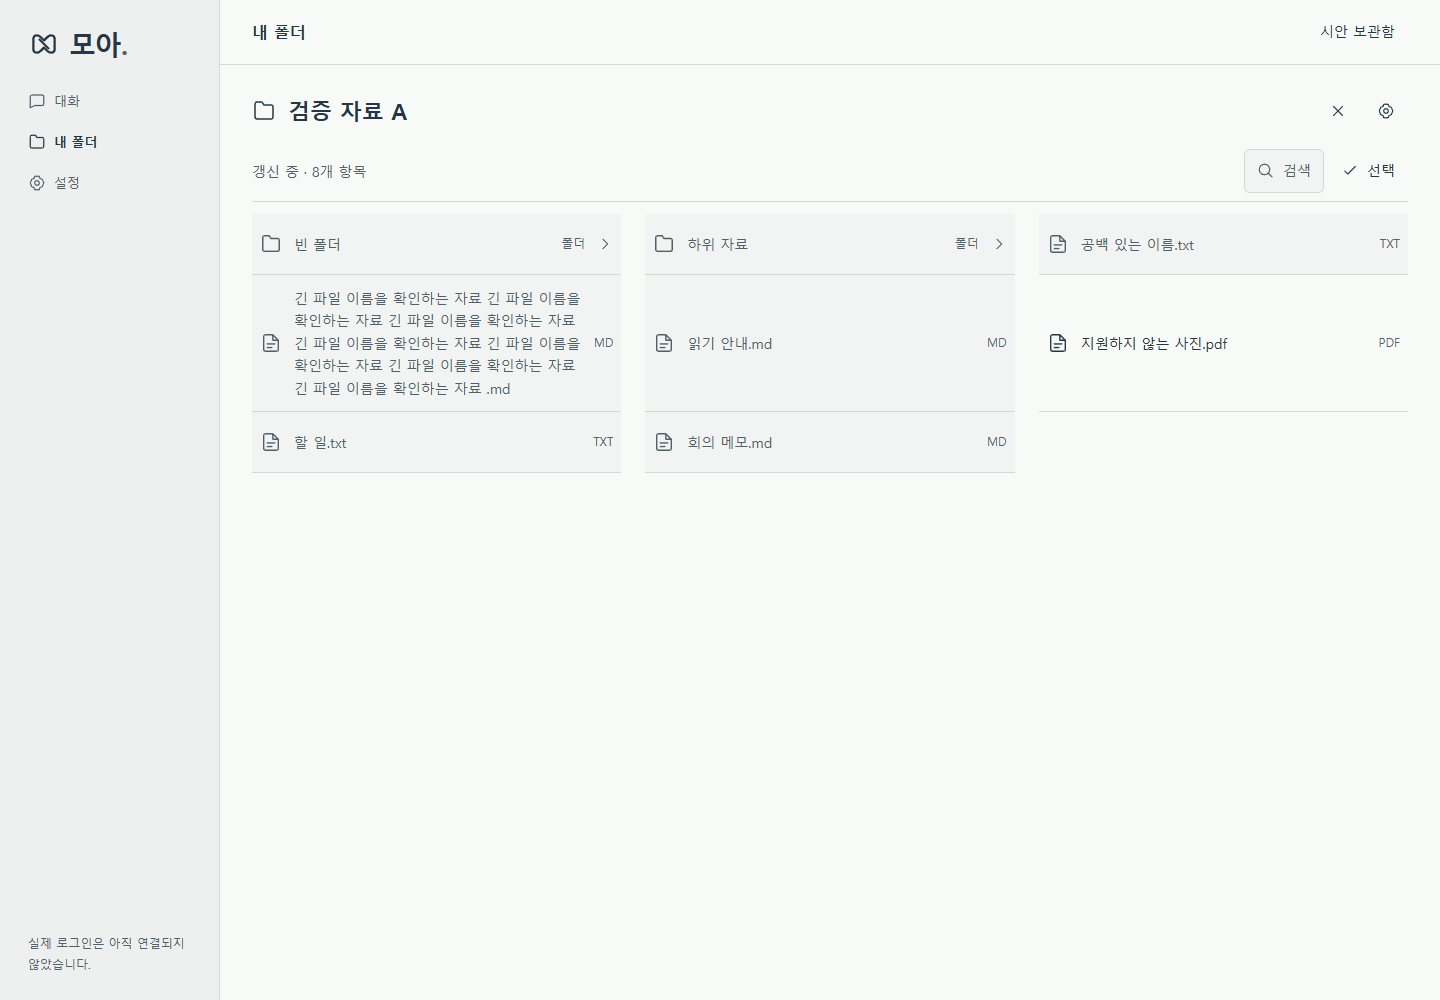 모아.
대화
내 폴더
설정
실제 로그인은 아직 연결되지
않았습니다.
내 폴더
시안 보관함
검증 자료 A
갱신 중 · 8개 항목
검색
선택
빈 폴더
폴더
하위 자료
폴더
공백 있는 이름.txt
TXT
긴 파일 이름을 확인하는 자료 긴 파일 이름을
확인하는 자료 긴 파일 이름을 확인하는 자료
긴 파일 이름을 확인하는 자료 긴 파일 이름을
확인하는 자료 긴 파일 이름을 확인하는 자료
긴 파일 이름을 확인하는 자료 .md
MD
읽기 안내.md
MD
지원하지 않는 사진.pdf
PDF
할 일.txt
TXT
회의 메모.md
MD